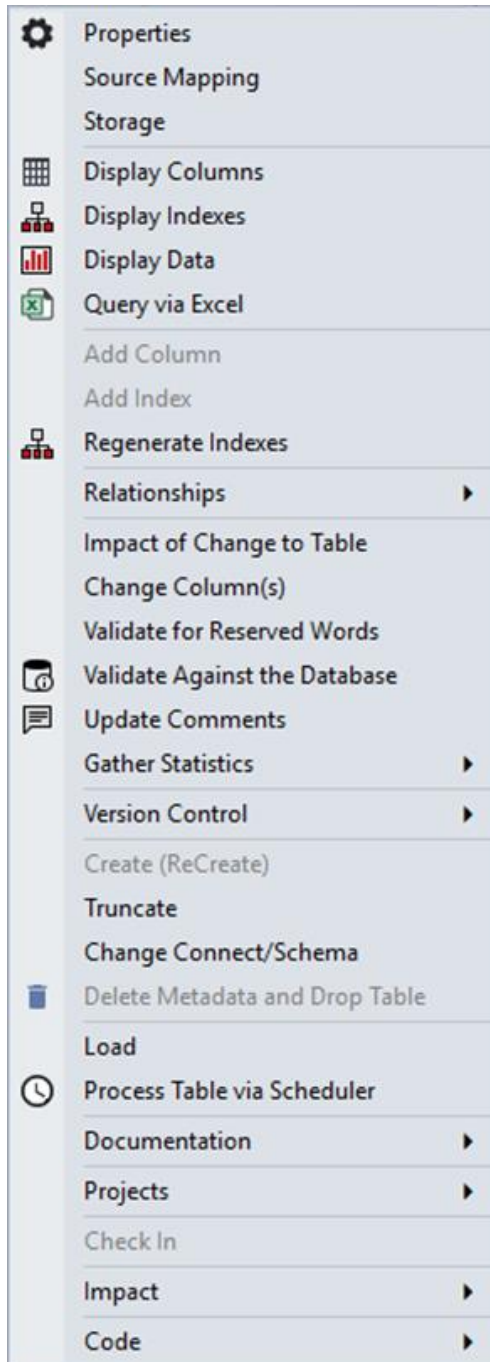 Properties
Source Mapping
Storage
Display Columns
Display Indexes
Display Data
Query via Excel
Add Column
Add Index
Regenerate Indexes
Relationships
Impact of Change to Table
Change Column(s)
Validate for Reserved Words
Validate Against the Database
Update Comments
Gather Statistics
Version Control
Create (ReCreate)
Truncate
Change Connect/Schema
Delete Metadata and Drop Table
Load
Process Table via Scheduler
Documentation
Projects
Check In
Impact
Code